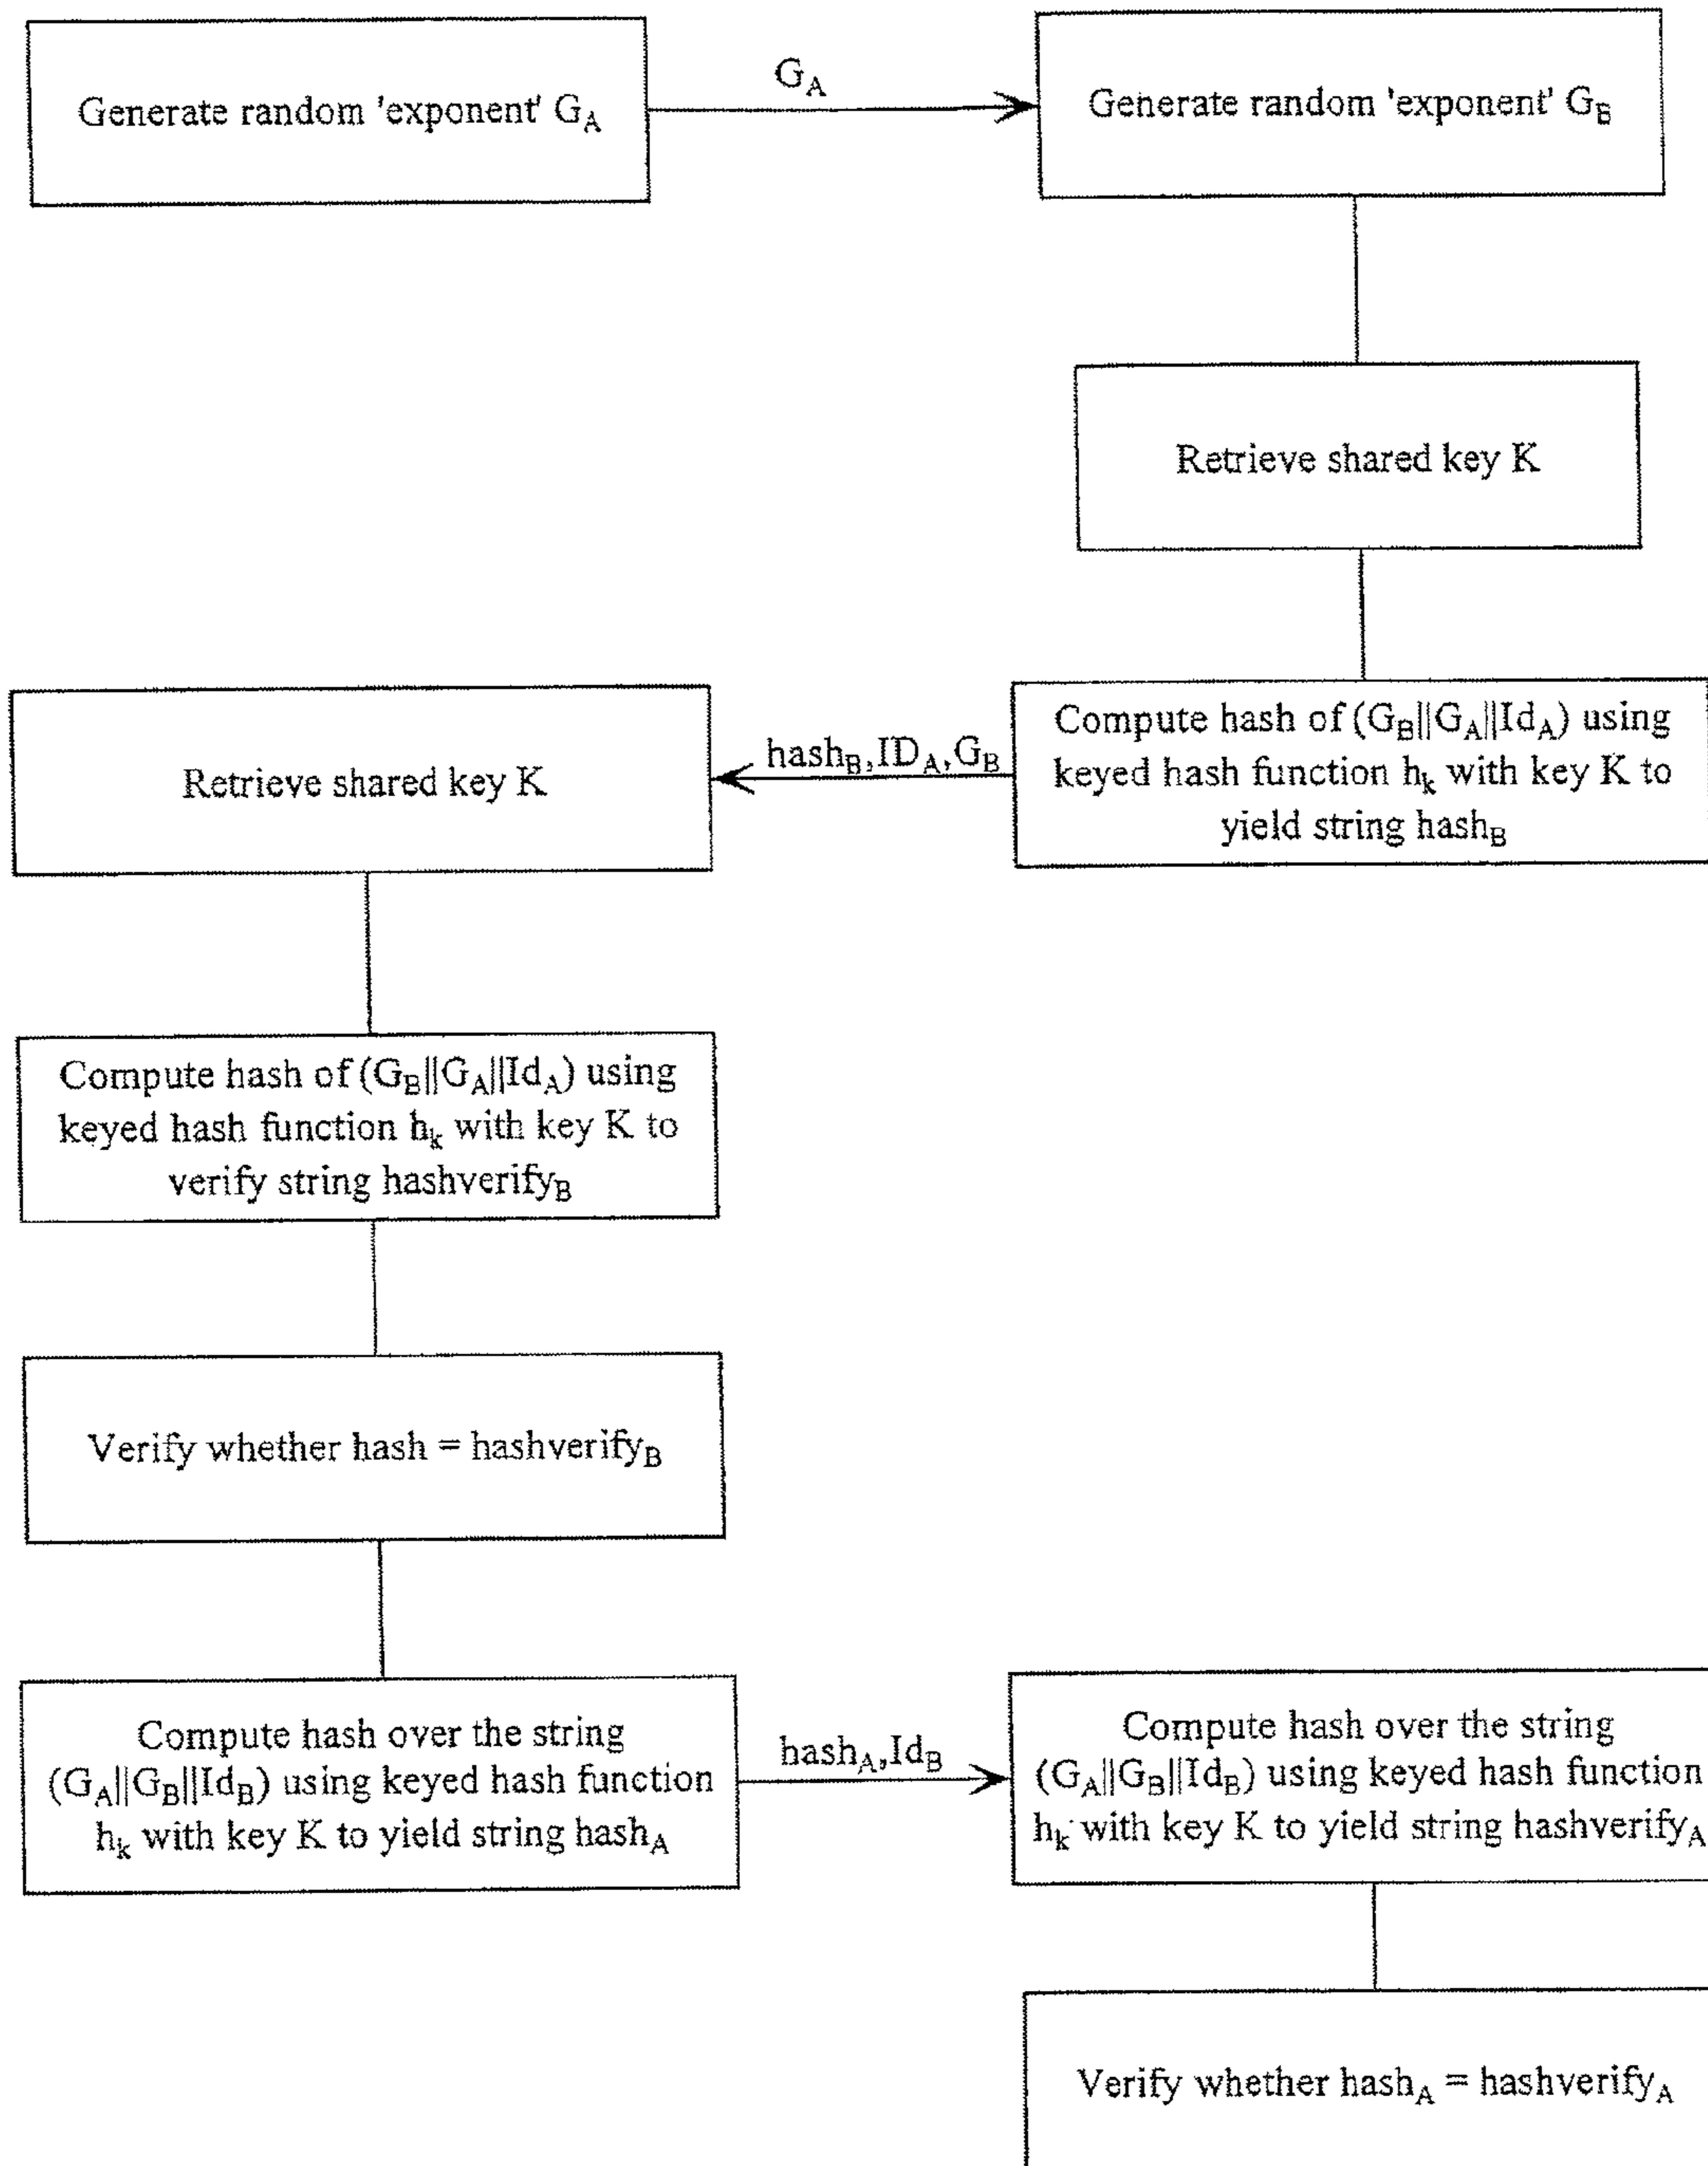 Generate random 'exponent' G_A
G_A
Generate random 'exponent' G_B
Retrieve shared key K
Compute hash of (G_B||G_A||Id_A) using
keyed hash function h_k with key K to
yield string hash_B
hash_B,ID_A,G_B
Retrieve shared key K
Compute hash of (G_B||G_A||Id_A) using
keyed hash function h_k with key K to
verify string hashverify_B
Verify whether hash = hashverify_B
Compute hash over the string
(G_A||G_B||Id_B) using keyed hash function
h_k with key K to yield string hash_A
hash_A,Id_B
Compute hash over the string
(G_A||G_B||Id_B) using keyed hash function
h_k with key K to yield string hashverify_A
Verify whether hash_A = hashverify_A